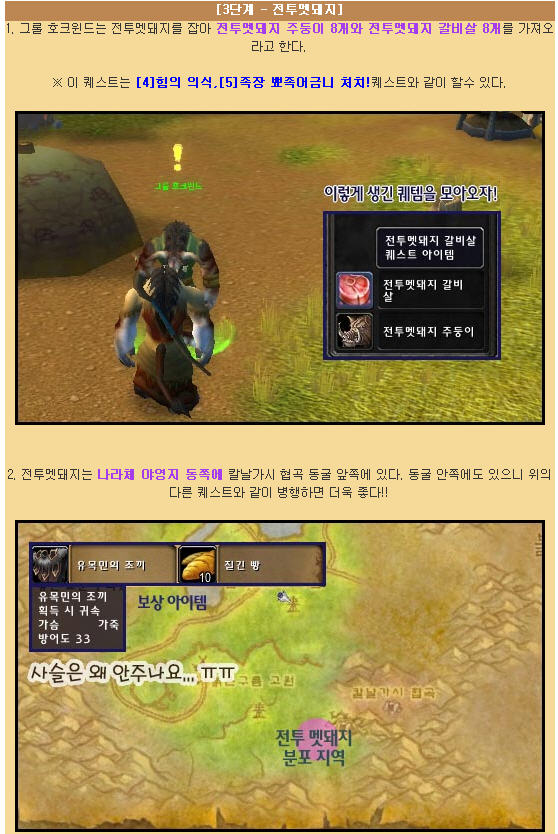 [3단계 - 전투멧돼지]
1. 그룰 호크윈드는 전투멧돼지를 잡아 전투멧돼지 주둥이 8개와 전투멧돼지 갈비살 8개를 가져오
라고 한다.
※ 이 퀘스트는 [4]힘의 의식,[5]족장 뾰족어금니 처치!퀘스트와 같이 할수 있다.
그룰 호크윈드
이렇게 생긴 퀘템을 모아오자!
전투멧돼지 갈비살
퀘스트 아이템
전투멧돼지 갈비
살
전투멧돼지 주둥이
2. 전투멧돼지는 나라체 야영지 동쪽에 칼날가시 협곡 동굴 앞쪽에 있다. 동굴 안쪽에도 있으니 위의
다른 퀘스트와 같이 병행하면 더욱 좋다!!
유목민의 조끼
10
질긴 빵
유목민의 조끼
획득 시 귀속
가슴 가죽
방어도 33
보상 아이템
사슬은 왜 안주나요... ㅠㅠ
구름 고원
칼날가시 협곡
전투 멧돼지
분포 지역